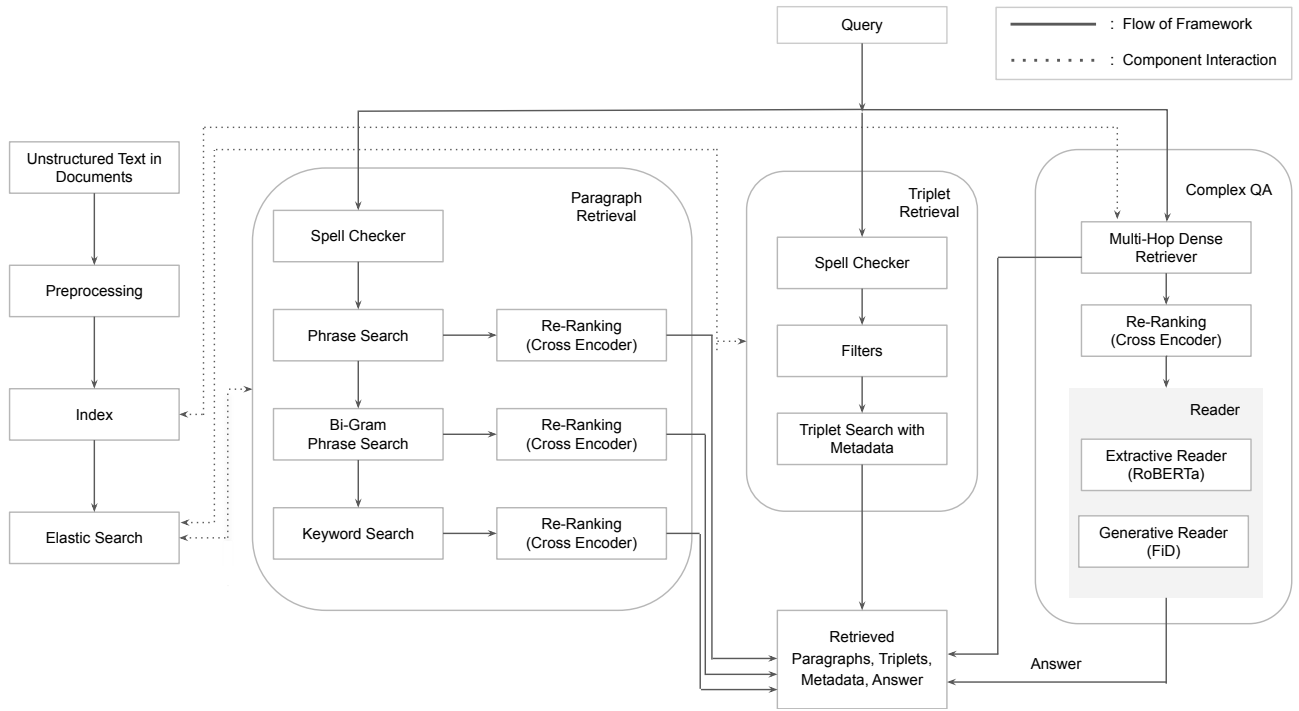 Query
: Flow of Framework
: Component Interaction
Unstructured Text in
Documents
Preprocessing
Index
Elastic Search
Paragraph
Retrieval
Spell Checker
Phrase Search
Re-Ranking
(Cross Encoder)
Bi-Gram
Phrase Search
Re-Ranking
(Cross Encoder)
Keyword Search
Re-Ranking
(Cross Encoder)
Triplet
Retrieval
Spell Checker
Filters
Triplet Search with
Metadata
Complex QA
Multi-Hop Dense
Retriever
Re-Ranking
(Cross Encoder)
Reader
Extractive Reader
(RoBERTa)
Generative Reader
(FiD)
Answer
Retrieved
Paragraphs, Triplets,
Metadata, Answer